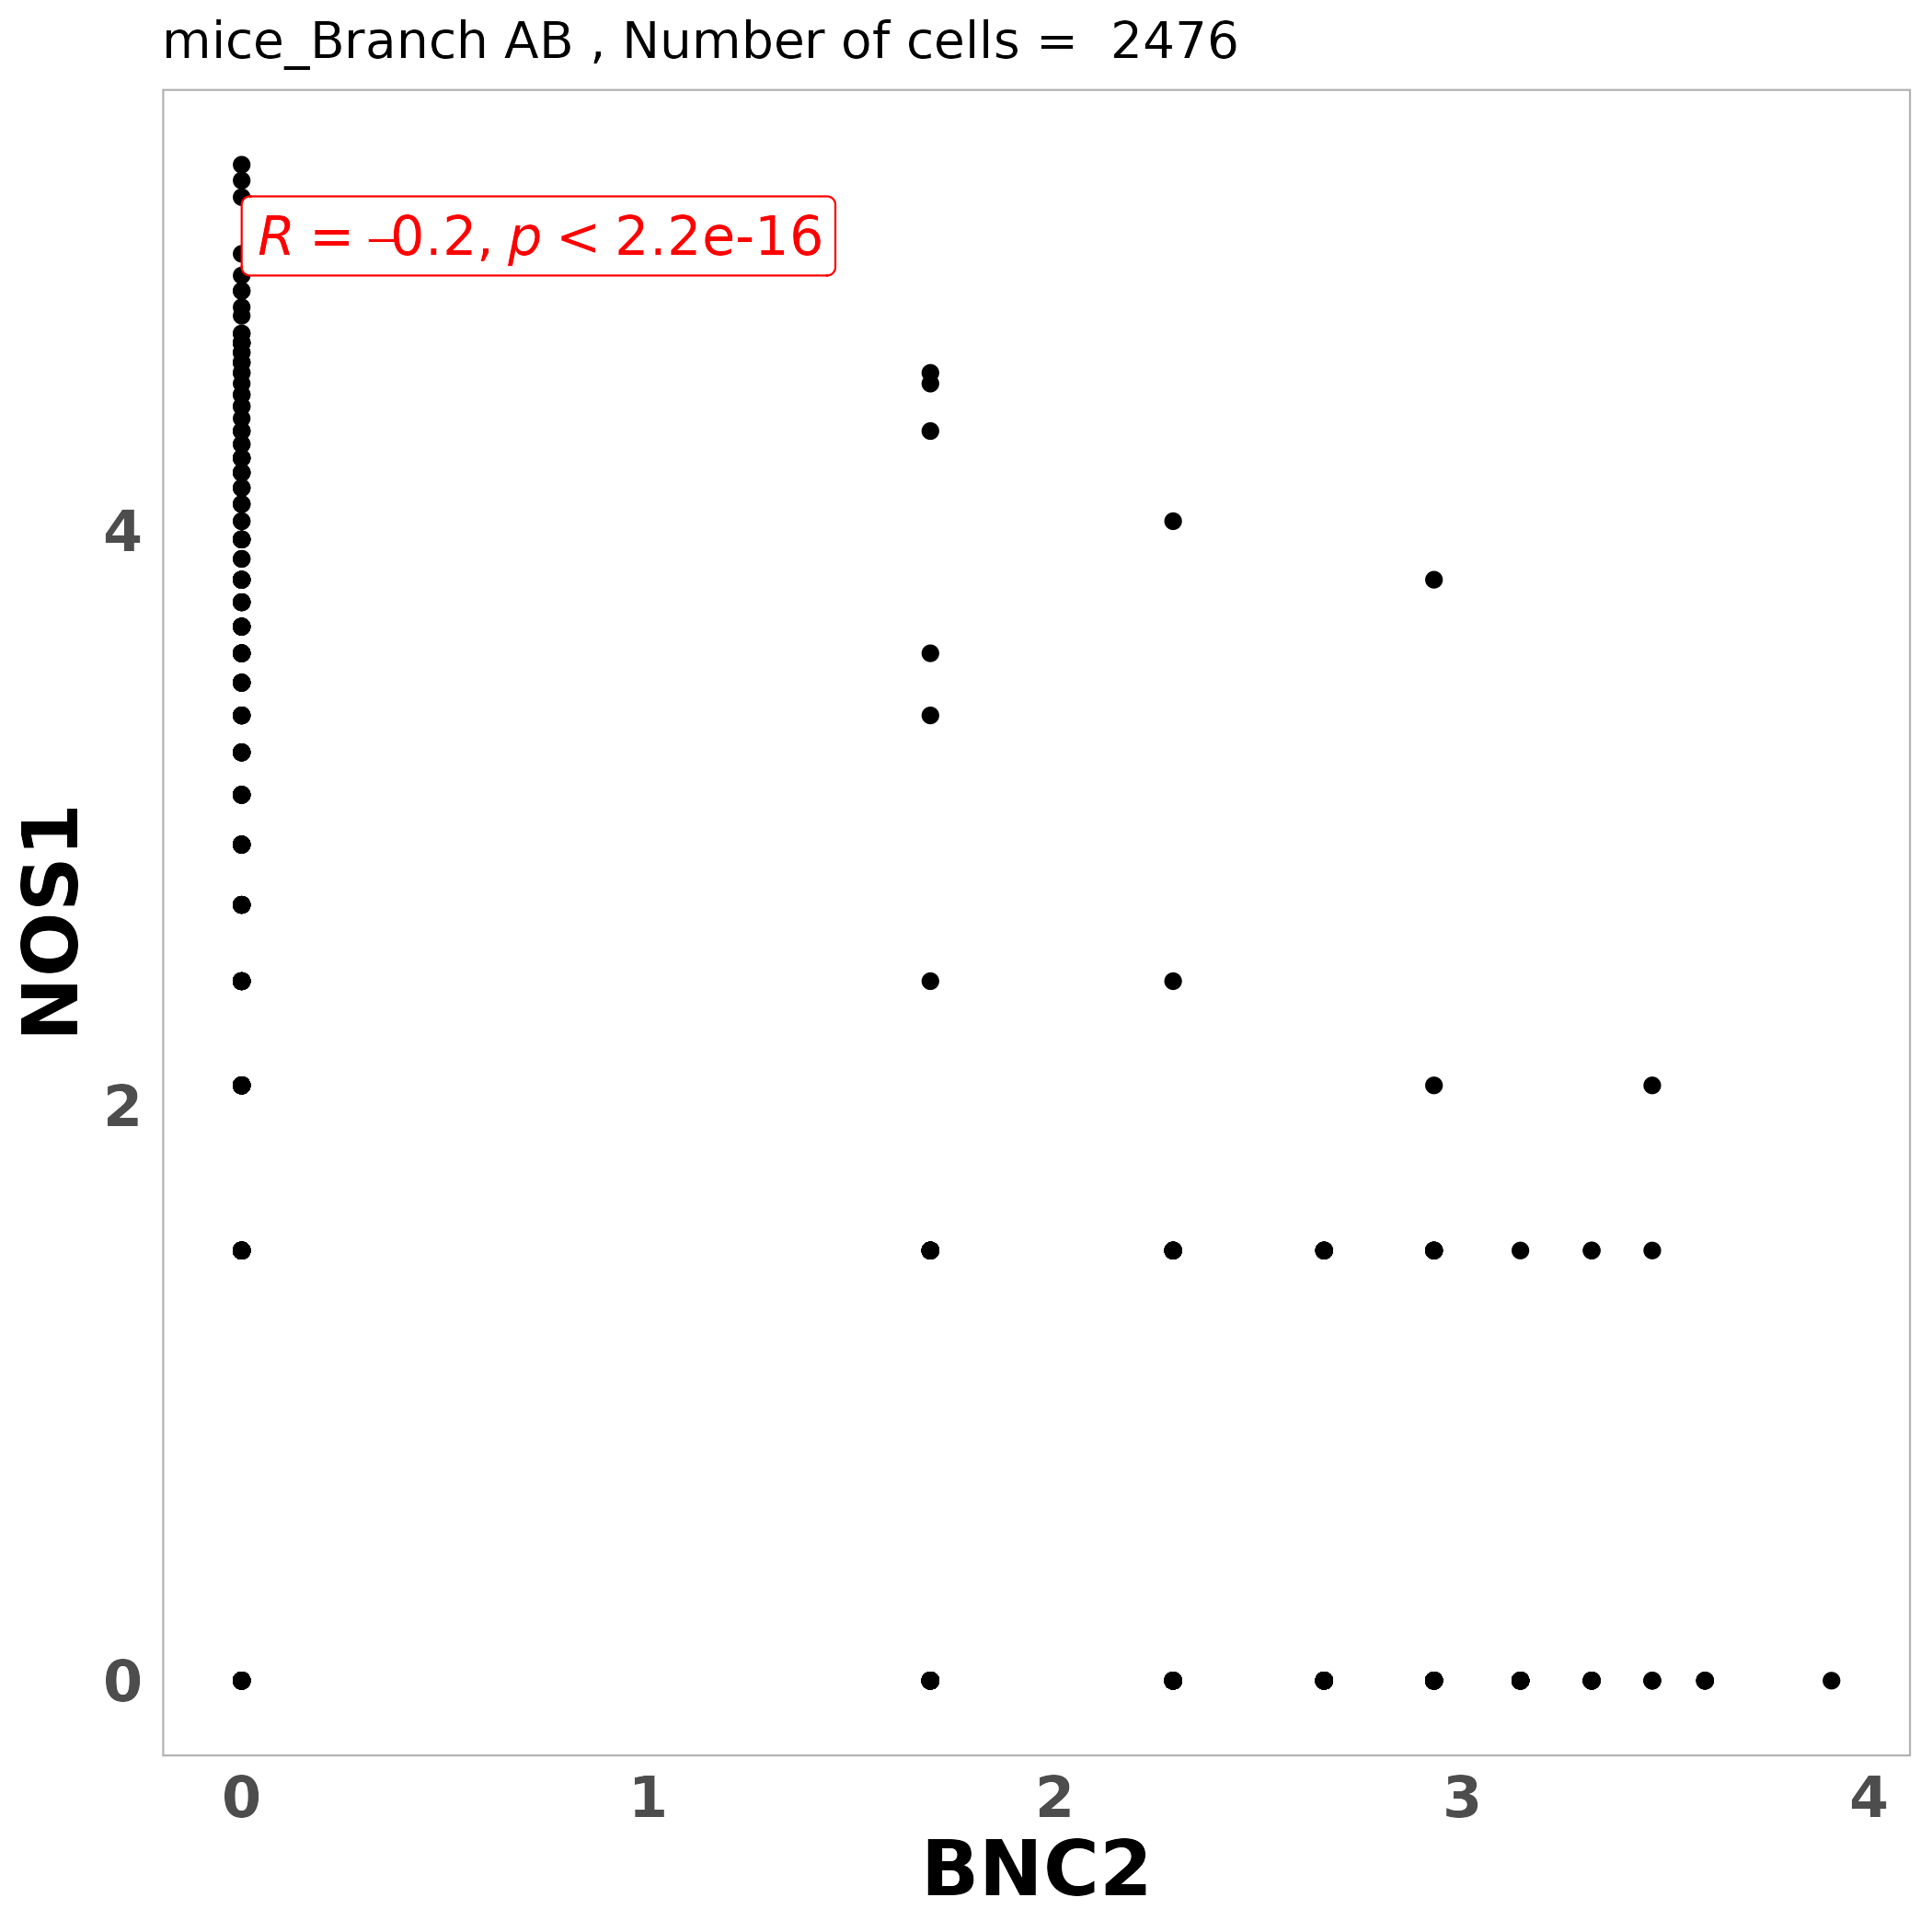 mice_Branch AB , Number of cells =  2476
R = –0.2, p < 2.2e-16
4
2
0
NOS1
0 1 2 3 4
BNC2